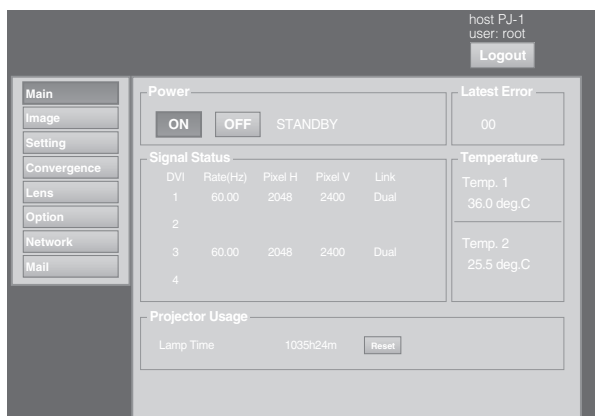 host PJ-1
user: root
Logout
Main
Image
Setting
Convergence
Lens
Option
Network
Mail
Power
ON OFF STANDBY
Latest Error
00
Signal Status
DVI Rate(Hz) Pixel H Pixel V Link
1 60.00 2048 2400 Dual
2
3 60.00 2048 2400 Dual
4
Temperature
Temp. 1
36.0 deg.C
Temp. 2
25.5 deg.C
Projector Usage
Lamp Time 1035h24m Reset